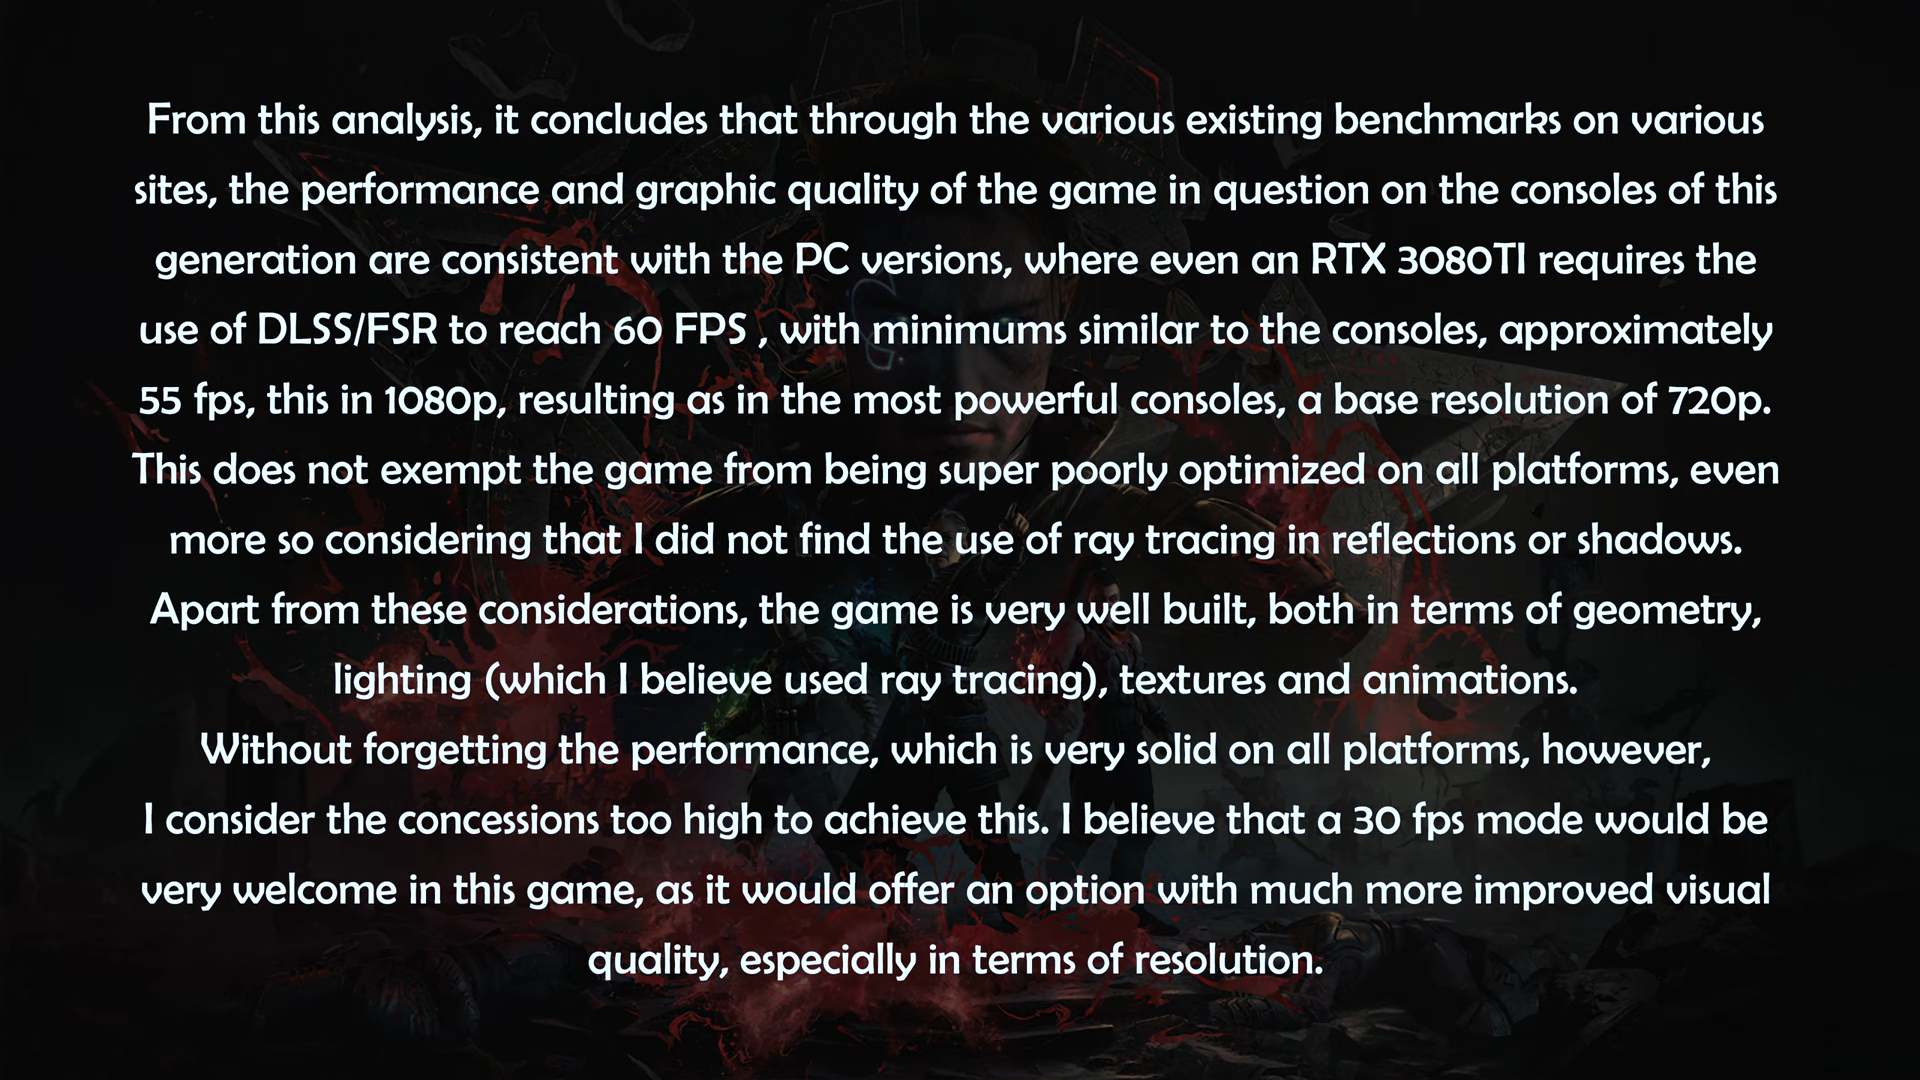 From this analysis, it concludes that through the various existing benchmarks on various
sites, the performance and graphic quality of the game in question on the consoles of this
generation are consistent with the PC versions, where even an RTX 3080TI requires the
use of DLSS/FSR to reach 60 FPS , with minimums similar to the consoles, approximately
55 fps, this in 1080p, resulting as in the most powerful consoles, a base resolution of 720p.
This does not exempt the game from being super poorly optimized on all platforms, even
more so considering that I did not find the use of ray tracing in reflections or shadows.
Apart from these considerations, the game is very well built, both in terms of geometry,
lighting (which I believe used ray tracing), textures and animations.
Without forgetting the performance, which is very solid on all platforms, however,
I consider the concessions too high to achieve this. I believe that a 30 fps mode would be
very welcome in this game, as it would offer an option with much more improved visual
quality, especially in terms of resolution.